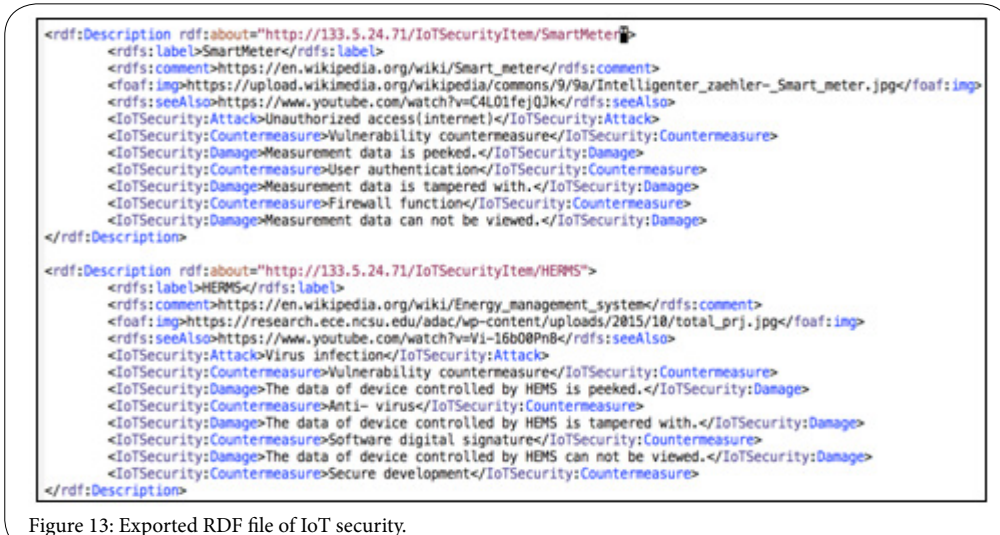 <rdf:Description rdf:about="http://133.5.24.71/IoTSecurityItem/SmartMeter">
<rdfs:label>SmartMeter</rdfs:label>
<rdfs:comment>https://en.wikipedia.org/wiki/Smart_meter</rdfs:comment>
<foaf:img>https://upload.wikimedia.org/wikipedia/commons/9/9a/Intelligenter_zaehler-_Smart_meter.jpg</foaf:img>
<rdfs:seeAlso>https://www.youtube.com/watch?v=C4LO1fejQJk</rdfs:seeAlso>
<IoTSecurity:Attack>Unauthorized access(internet)</IoTSecurity:Attack>
<IoTSecurity:Countermeasure>Vulnerability countermeasure</IoTSecurity:Countermeasure>
<IoTSecurity:Damage>Measurement data is peeked.</IoTSecurity:Damage>
<IoTSecurity:Countermeasure>User authentication</IoTSecurity:Countermeasure>
<IoTSecurity:Damage>Measurement data is tampered with.</IoTSecurity:Damage>
<IoTSecurity:Countermeasure>Firewall function</IoTSecurity:Countermeasure>
<IoTSecurity:Damage>Measurement data can not be viewed.</IoTSecurity:Damage>
</rdf:Description>
<rdf:Description rdf:about="http://133.5.24.71/IoTSecurityItem/HERMS">
<rdfs:label>HERMS</rdfs:label>
<rdfs:comment>https://en.wikipedia.org/wiki/Energy_management_system</rdfs:comment>
<foaf:img>https://research.ece.ncsu.edu/adac/wp-content/uploads/2015/10/total_prj.jpg</foaf:img>
<rdfs:seeAlso>https://www.youtube.com/watch?v=Vi-16bO0Pn8</rdfs:seeAlso>
<IoTSecurity:Attack>Virus infection</IoTSecurity:Attack>
<IoTSecurity:Countermeasure>Vulnerability countermeasure</IoTSecurity:Countermeasure>
<IoTSecurity:Damage>The data of device controlled by HEMS is peeked.</IoTSecurity:Damage>
<IoTSecurity:Countermeasure>Anti- virus</IoTSecurity:Countermeasure>
<IoTSecurity:Damage>The data of device controlled by HEMS is tampered with.</IoTSecurity:Damage>
<IoTSecurity:Countermeasure>Software digital signature</IoTSecurity:Countermeasure>
<IoTSecurity:Damage>The data of device controlled by HEMS can not be viewed.</IoTSecurity:Damage>
<IoTSecurity:Countermeasure>Secure development</IoTSecurity:Countermeasure>
</rdf:Description>
Figure 13: Exported RDF file of IoT security.